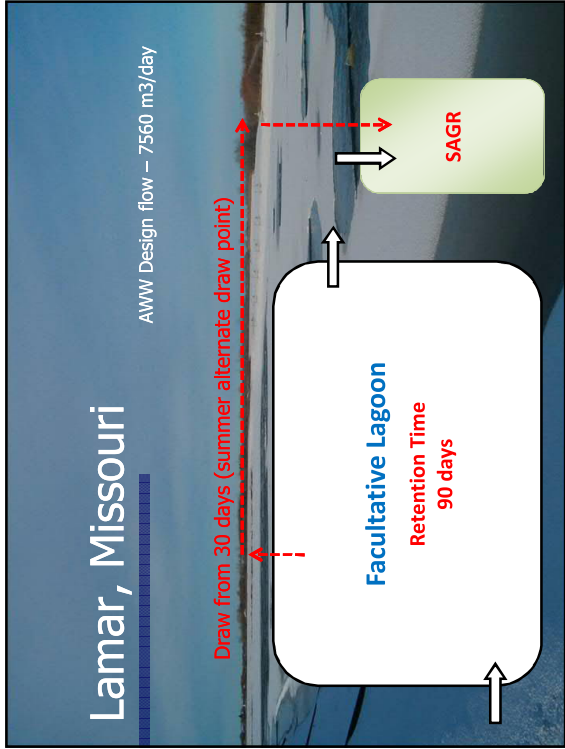 Lamar, Missouri
AWW Design flow – 7560 m3/day
Draw from 30 days (summer alternate draw point)
Facultative Lagoon
Retention Time
90 days
SAGR